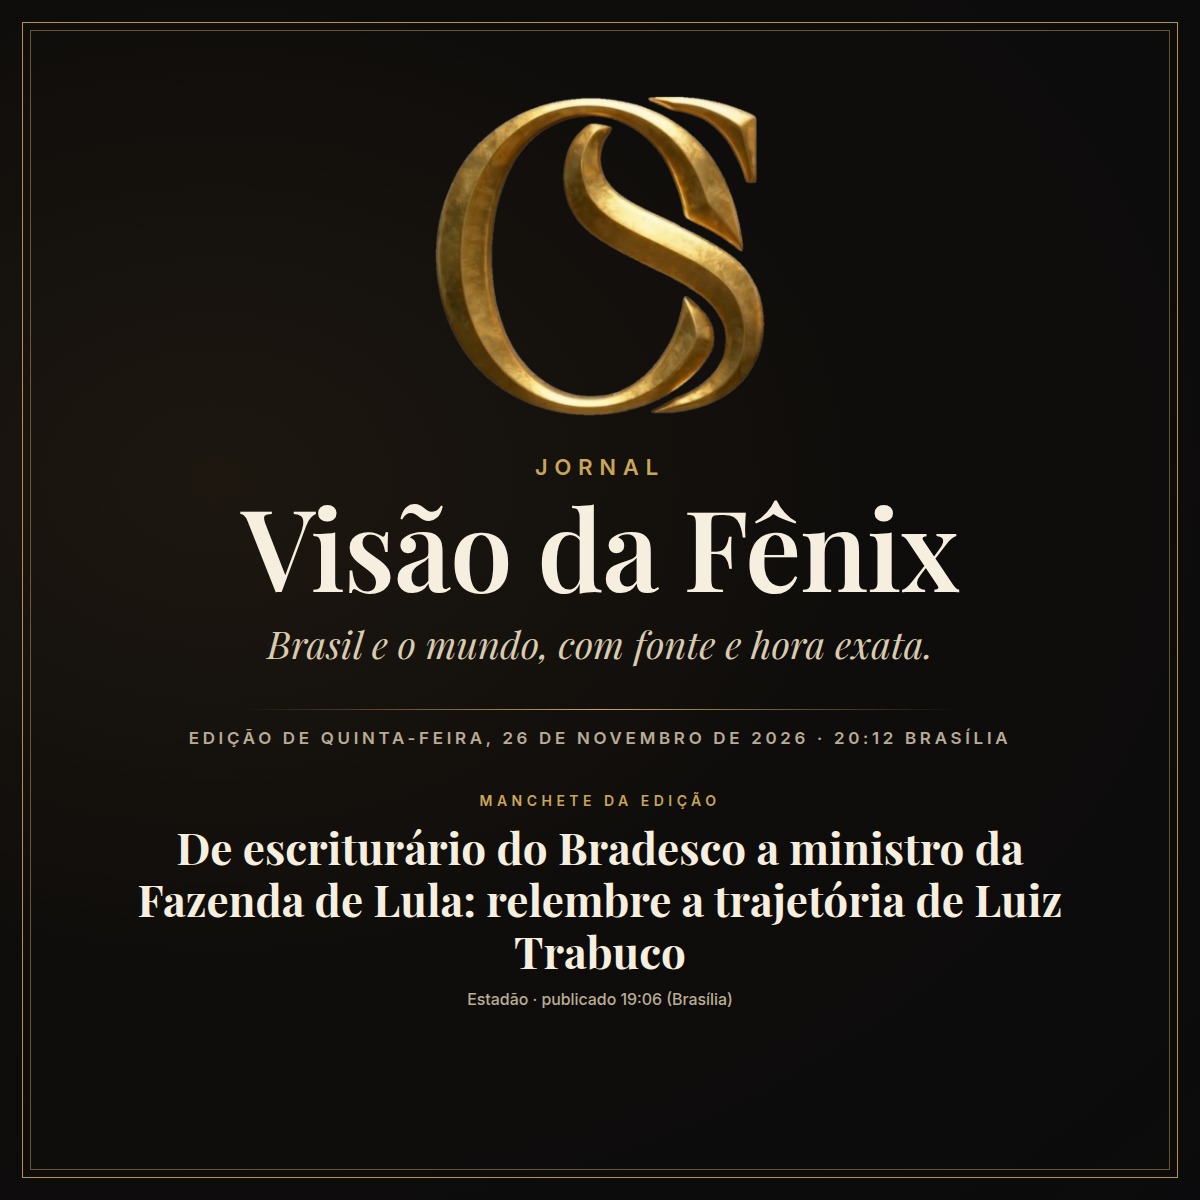 CS
JORNAL
Visão da Fênix
Brasil e o mundo, com fonte e hora exata.
EDIÇÃO DE QUINTA-FEIRA, 26 DE NOVEMBRO DE 2026 · 20:12 BRASÍLIA
MANCHETE DA EDIÇÃO
De escriturário do Bradesco a ministro da
Fazenda de Lula: relembre a trajetória de Luiz
Trabuco
Estadão · publicado 19:06 (Brasília)